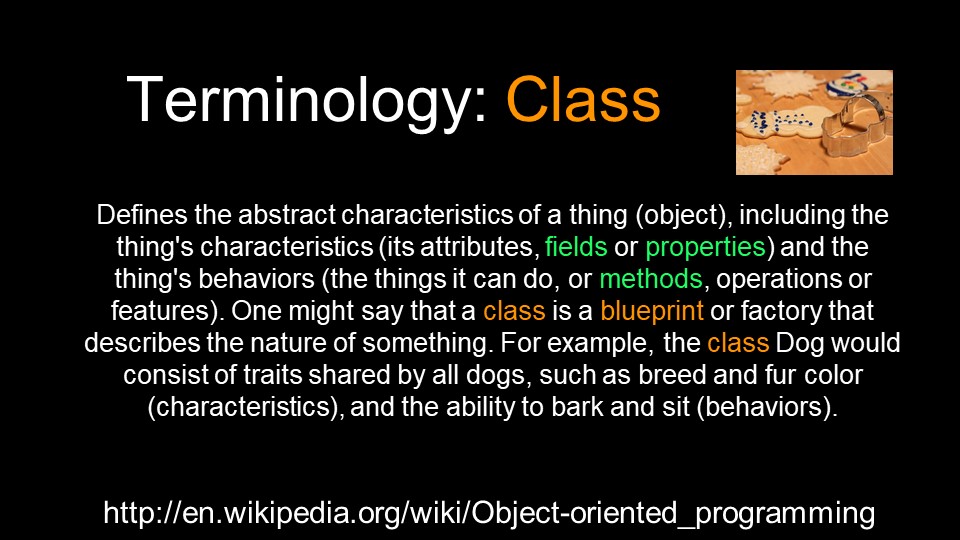 Terminology: Class
Defines the abstract characteristics of a thing (object), including the
thing's characteristics (its attributes, fields or properties) and the
thing's behaviors (the things it can do, or methods, operations or
features). One might say that a class is a blueprint or factory that
describes the nature of something. For example, the class Dog would
consist of traits shared by all dogs, such as breed and fur color
(characteristics), and the ability to bark and sit (behaviors).
http://en.wikipedia.org/wiki/Object-oriented_programming